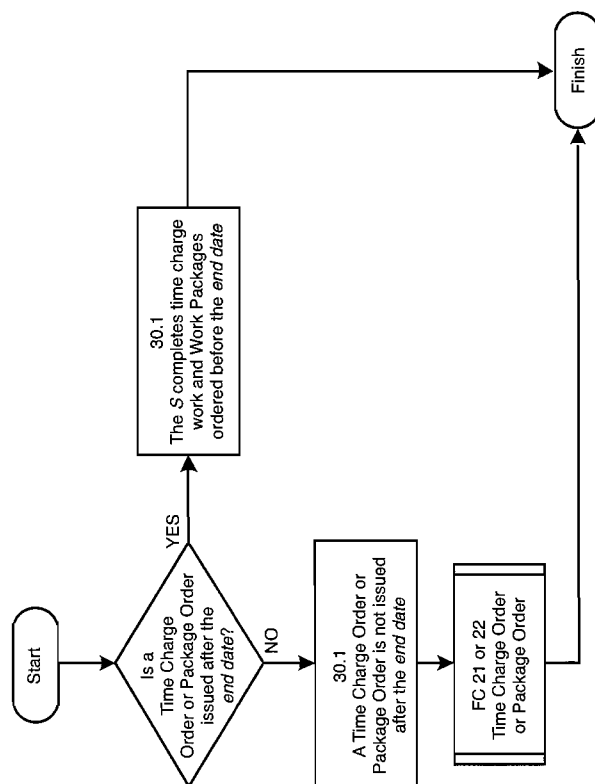 Start
Is a
Time Charge
Order or Package Order
issued after the
end date?
YES
30.1
The S completes time charge
work and Work Packages
ordered before the end date
NO
30.1
A Time Charge Order or
Package Order is not issued
after the end date
FC 21 or 22
Time Charge Order
or Package Order
Finish